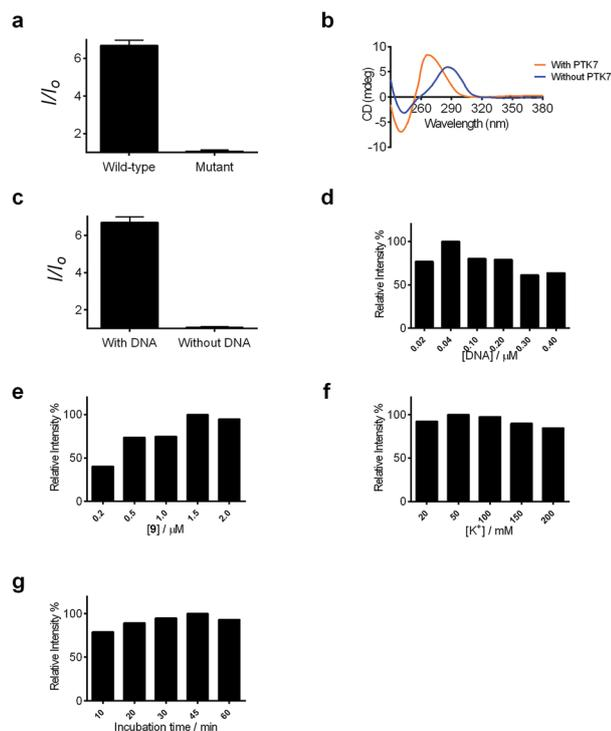 a
I/Io
6
4
2
Wild-type Mutant
b
CD (mdeg)
10
5
0
-5
-10
260 290 320 350 380
Wavelength (nm)
With PTK7
Without PTK7
c
I/Io
6
4
2
With DNA Without DNA
d
Relative Intensity %
100
50
0
0.02 0.04 0.10 0.20 0.30 0.40
[DNA] / μM
e
Relative Intensity %
100
50
0
0.2 0.5 1.0 1.5 2.0
[9] / μM
f
Relative Intensity %
100
50
0
20 50 100 150 200
[K+] / mM
g
Relative Intensity %
100
50
0
10 20 30 45 60
Incubation time / min